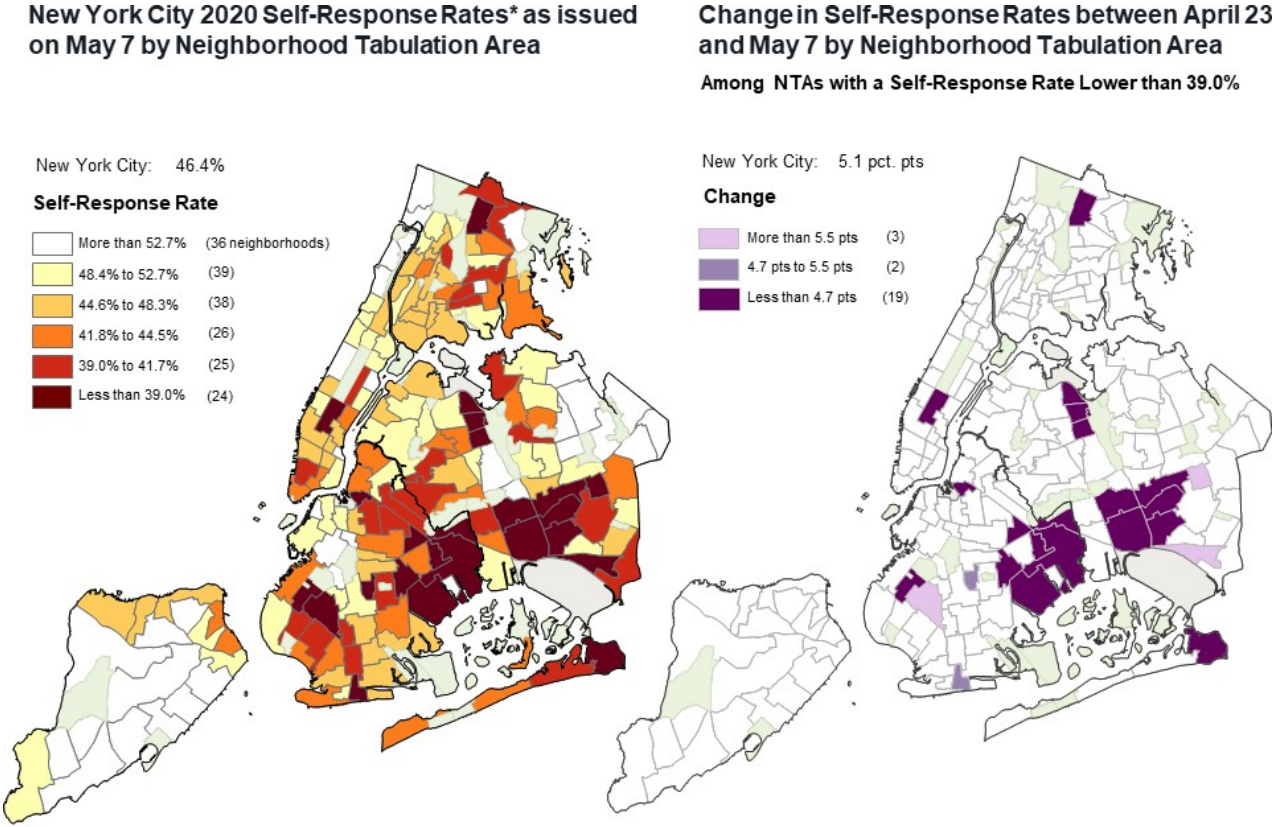 New York City 2020 Self-Response Rates* as issued
on May 7 by Neighborhood Tabulation Area
New York City: 46.4%
Self-Response Rate
More than 52.7% (36 neighborhoods)
48.4% to 52.7% (39)
44.6% to 48.3% (38)
41.8% to 44.5% (26)
39.0% to 41.7% (25)
Less than 39.0% (24)
Change in Self-Response Rates between April 23
and May 7 by Neighborhood Tabulation Area
Among NTAs with a Self-Response Rate Lower than 39.0%
New York City: 5.1 pct. pts
Change
More than 5.5 pts (3)
4.7 pts to 5.5 pts (2)
Less than 4.7 pts (19)